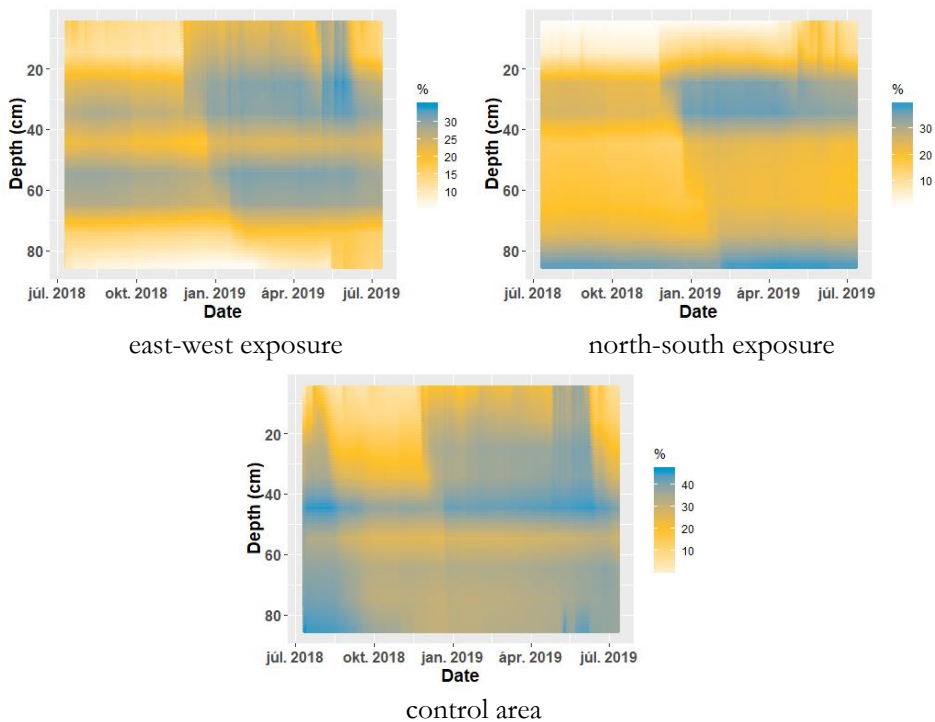 %
20
40
60
80
Depth (cm)
30
25
20
15
10
júl. 2018 okt. 2018 jan. 2019 ápr. 2019 júl. 2019
Date
east-west exposure
%
20
40
60
80
Depth (cm)
30
20
10
júl. 2018 okt. 2018 jan. 2019 ápr. 2019 júl. 2019
Date
north-south exposure
%
20
40
60
80
Depth (cm)
40
30
20
10
júl. 2018 okt. 2018 jan. 2019 ápr. 2019 júl. 2019
Date
control area